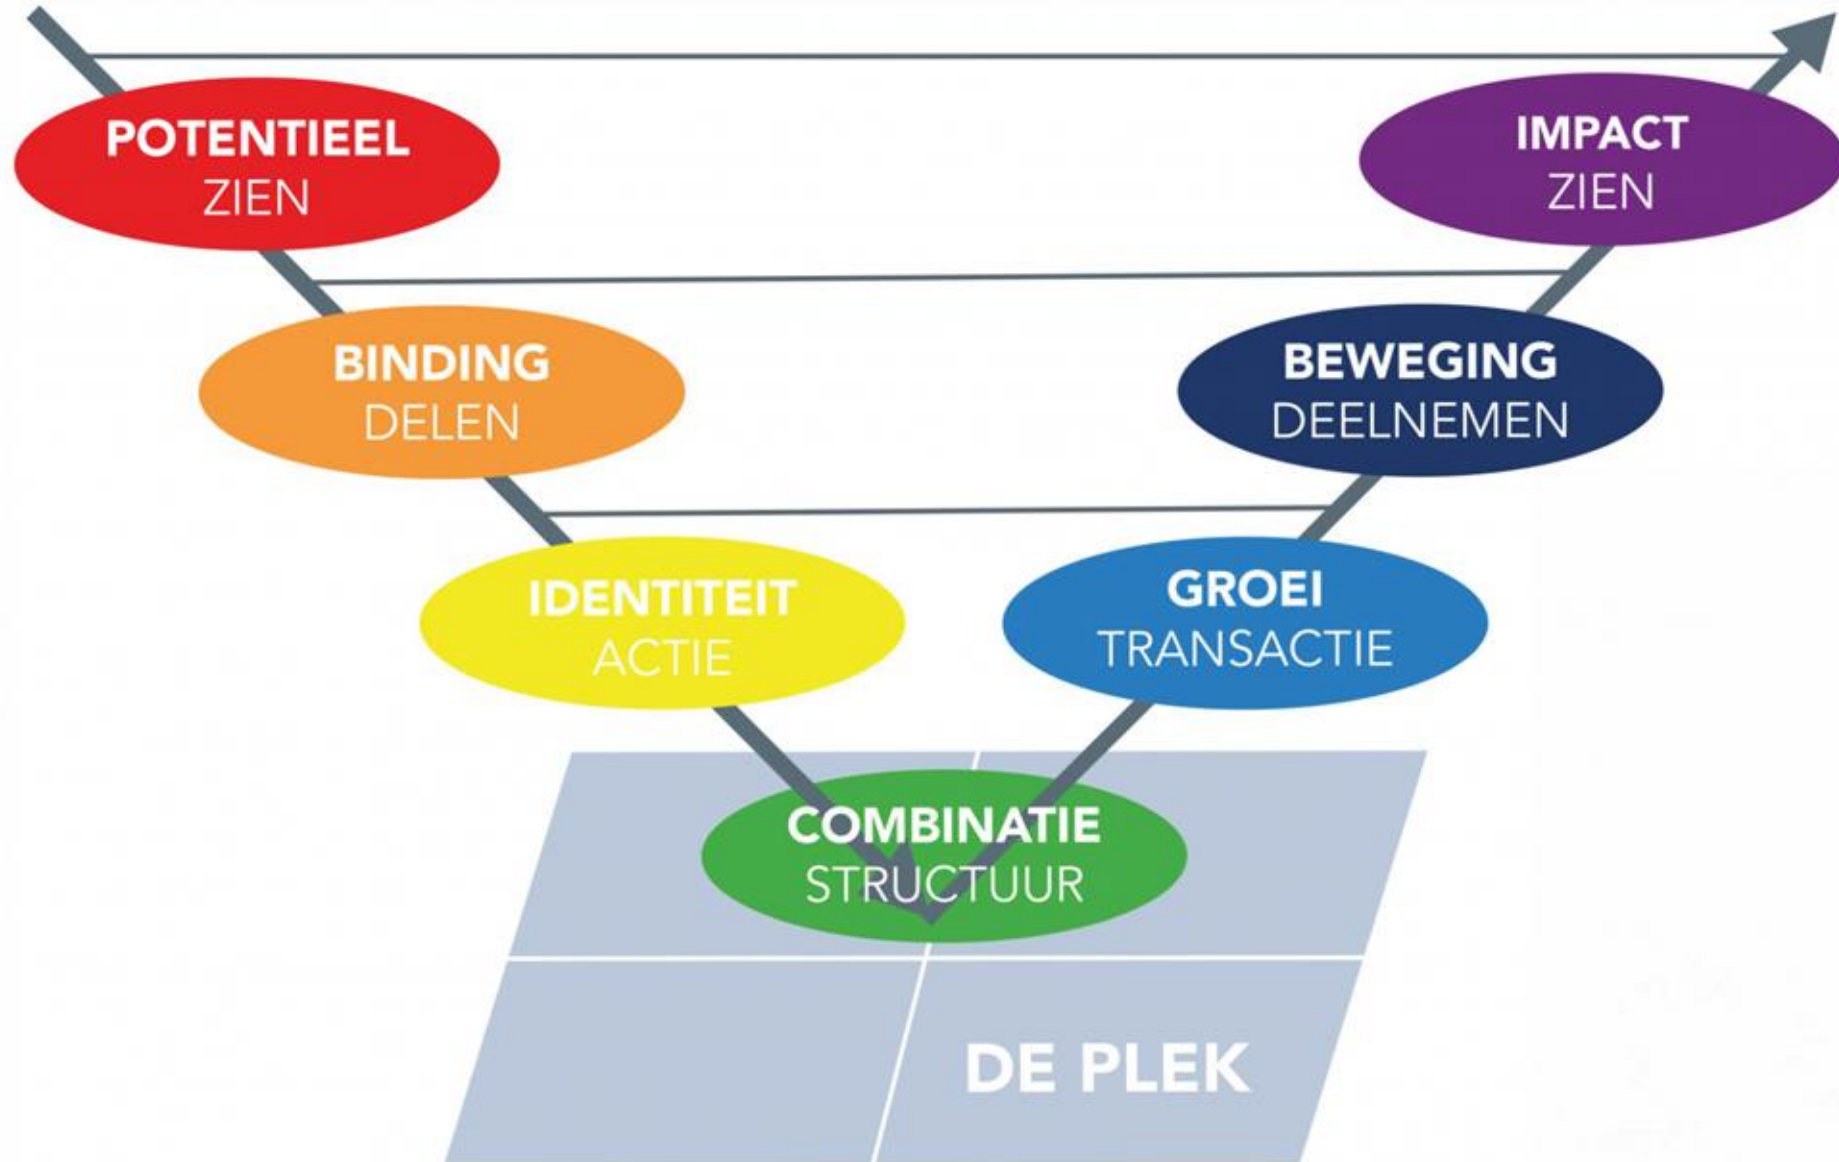 POTENTIEEL
ZIEN
IMPACT
ZIEN
BINDING
DELEN
BEWEGING
DEELNEMEN
IDENTITEIT
ACTIE
GROEI
TRANSACTIE
COMBINATIE
STRUCTUUR
DE PLEK